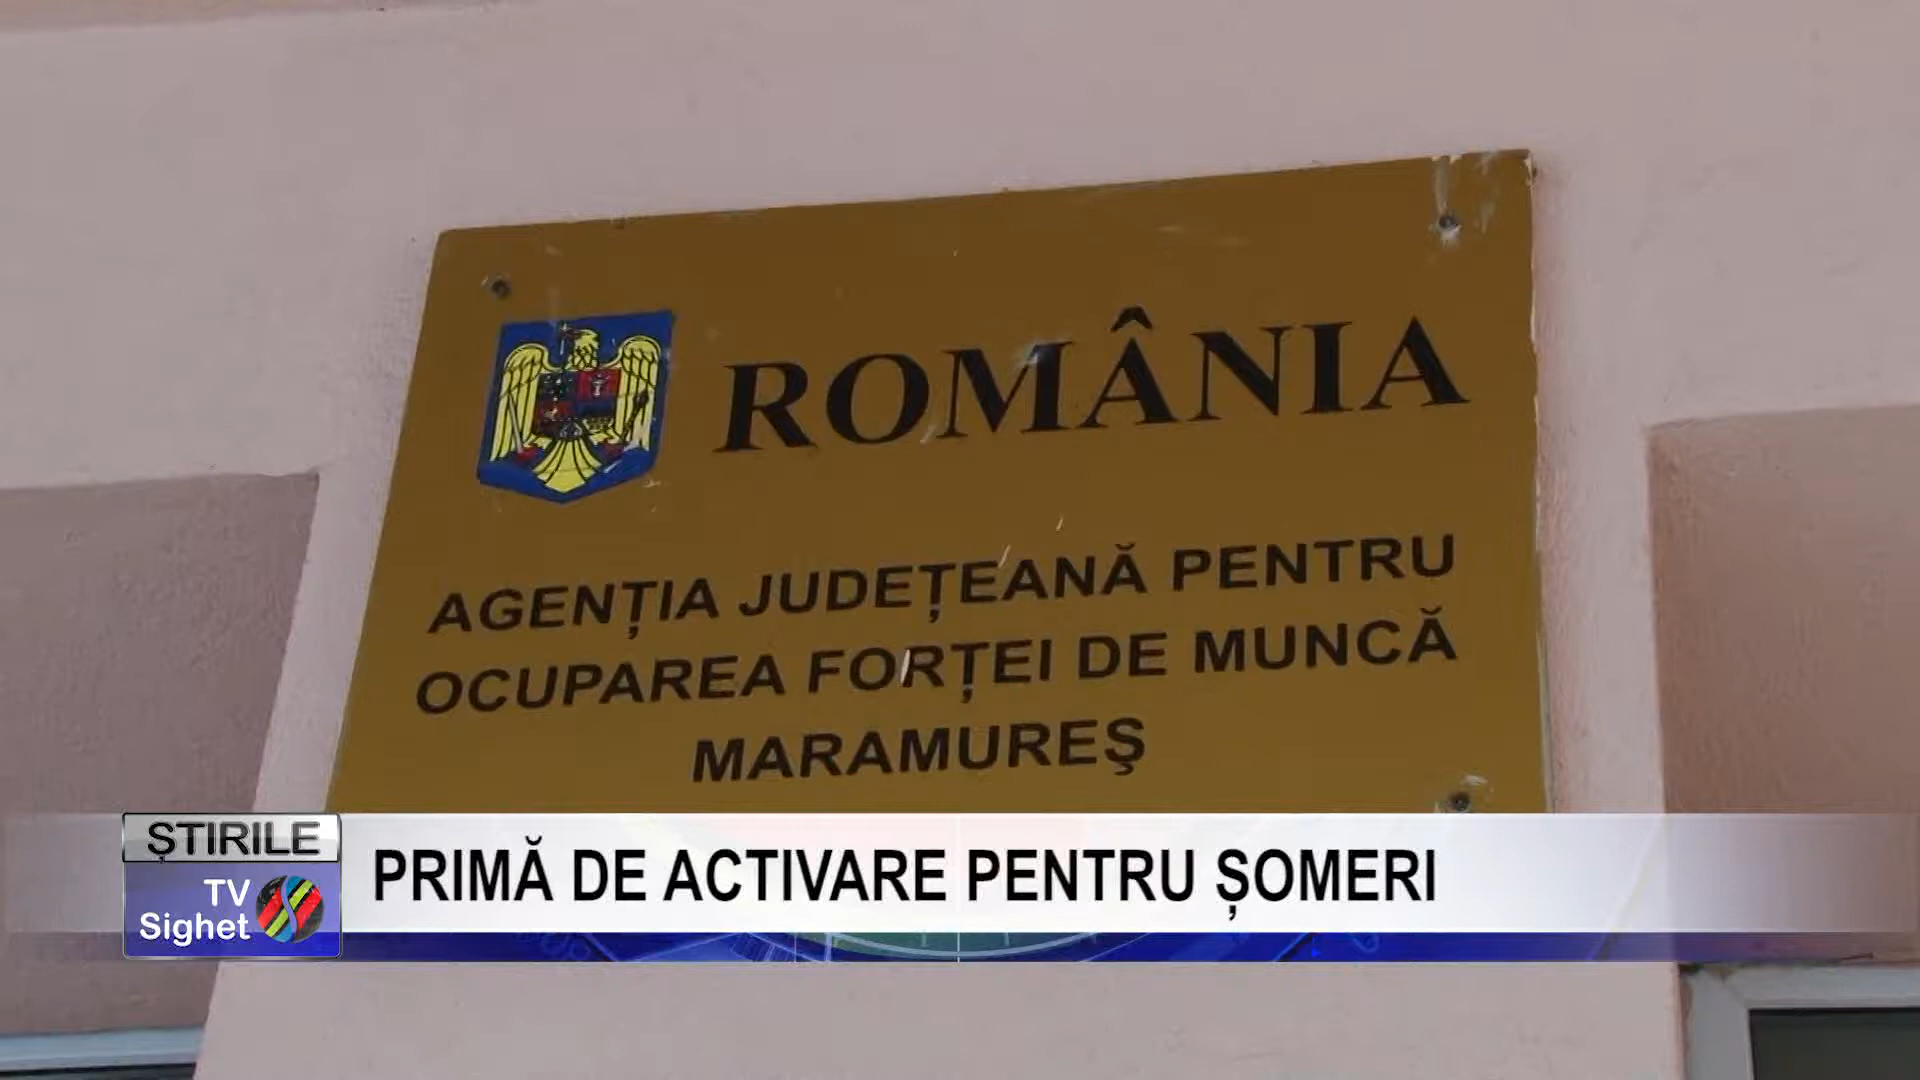 ROMÂNIA
AGENȚIA JUDEȚEANĂ PENTRU
OCUPAREA FORȚEI DE MUNCĂ
MARAMUREŞ
ȘTIRILE
TV
Sighet
PRIMĂ DE ACTIVARE PENTRU ȘOMERI